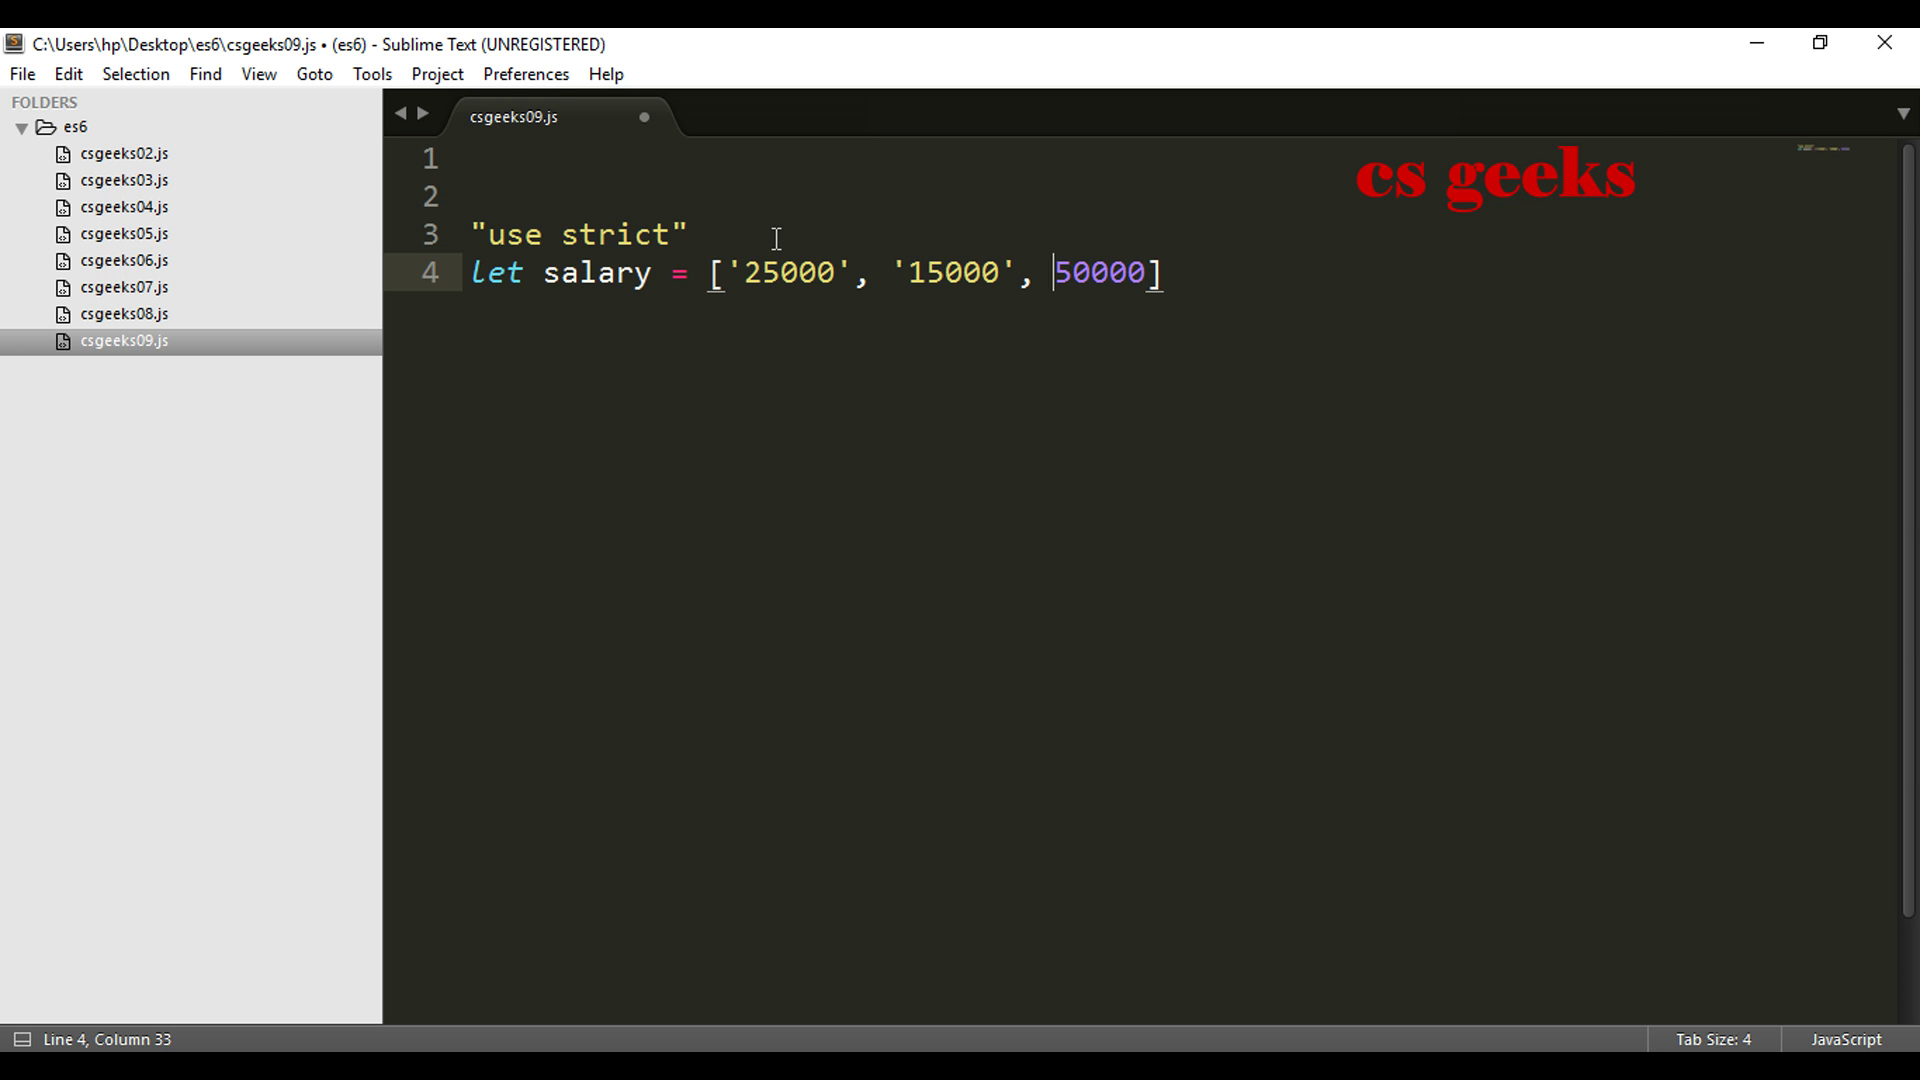 C:\Users\hp\Desktop\es6\csgeeks09.js • (es6) - Sublime Text (UNREGISTERED)
File Edit Selection Find View Goto Tools Project Preferences Help
FOLDERS
es6
csgeeks02.js
csgeeks03.js
csgeeks04.js
csgeeks05.js
csgeeks06.js
csgeeks07.js
csgeeks08.js
csgeeks09.js
csgeeks09.js
cs geeks
1
2
3 "use strict"
4 let salary = ['25000', '15000', 50000]
Line 4, Column 33
Tab Size: 4
JavaScript